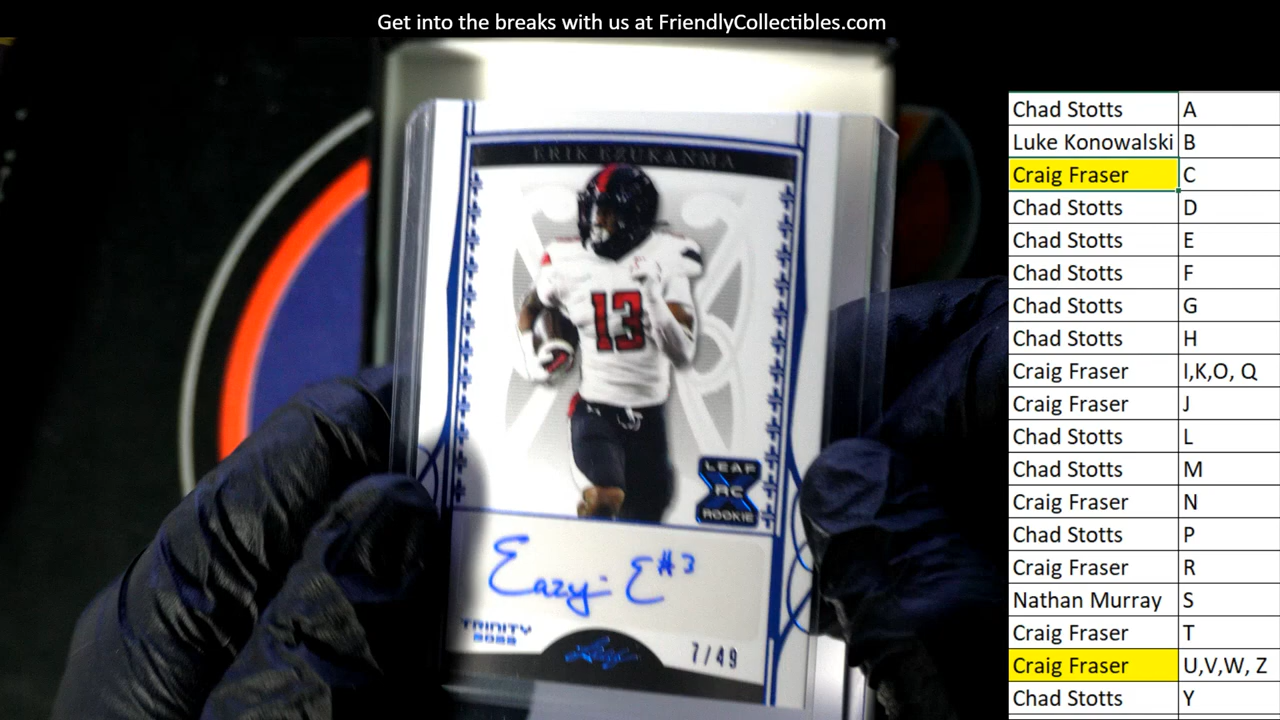 Get into the breaks with us at FriendlyCollectibles.com
ERIK EZUKANMA
13
LEAF
RC
ROOKIE
Eazy-E #3
TRINITY
2022
7/49
Chad Stotts A
Luke Konowalski B
Craig Fraser C
Chad Stotts D
Chad Stotts E
Chad Stotts F
Chad Stotts G
Chad Stotts H
Craig Fraser I,K,O, Q
Craig Fraser J
Chad Stotts L
Chad Stotts M
Craig Fraser N
Chad Stotts P
Craig Fraser R
Nathan Murray S
Craig Fraser T
Craig Fraser U,V,W, Z
Chad Stotts Y